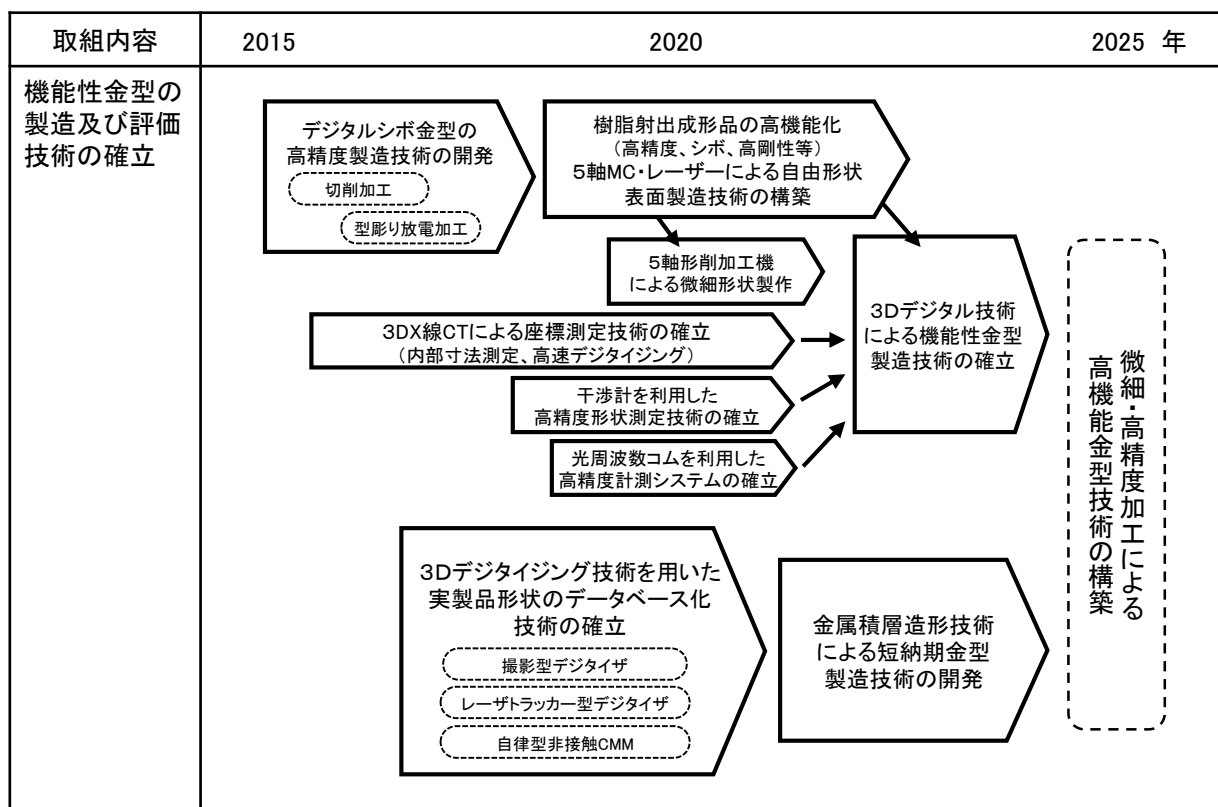 取組内容
2015
2020
2025 年
機能性金型の
製造及び評価
技術の確立
デジタルシボ金型の
高精度製造技術の開発
切削加工
型彫り放電加工
樹脂射出成形品の高機能化
（高精度、シボ、高剛性等）
5軸MC・レーザーによる自由形状
表面製造技術の構築
5軸形削加工機
による微細形状製作
3DX線CTによる座標測定技術の確立
（内部寸法測定、高速デジタイジング）
干渉計を利用した
高精度形状測定技術の確立
光周波数コムを利用した
高精度計測システムの確立
3Dデジタル技術
による機能性金型
製造技術の確立
3Dデジタイジング技術を用いた
実製品形状のデータベース化
技術の確立
撮影型デジタイザ
レーザトラッカー型デジタイザ
自律型非接触CMM
金属積層造形技術
による短納期金型
製造技術の開発
微細・高精度加工による
高機能金型技術の構築